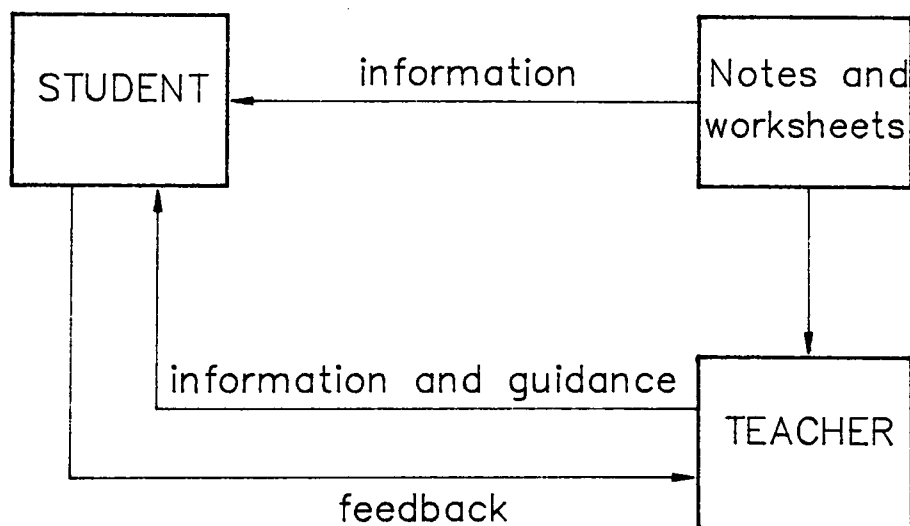 STUDENT
information
Notes and
worksheets
information and guidance
TEACHER
feedback